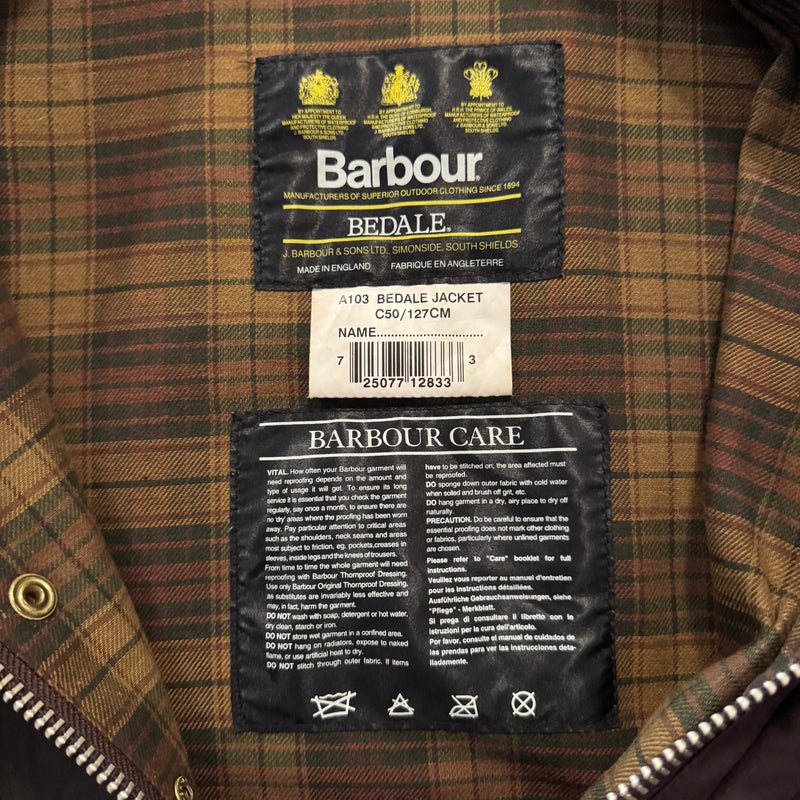 BY APPOINTMENT TO
HER MAJESTY THE QUEEN
MANUFACTURERS OF WATERPROOF
AND PROTECTIVE CLOTHING
J. BARBOUR & SONS LTD.
SOUTH SHIELDS.
BY APPOINTMENT TO
H.R.H. THE DUKE OF EDINBURGH
MANUFACTURERS OF WATERPROOF
AND PROTECTIVE CLOTHING
J. BARBOUR & SONS LTD.
SOUTH SHIELDS.
BY APPOINTMENT TO
H.R.H. THE PRINCE OF WALES
MANUFACTURERS OF WATERPROOF
AND PROTECTIVE CLOTHING
J. BARBOUR & SONS LTD.
SOUTH SHIELDS.
Barbour®
MANUFACTURERS OF SUPERIOR OUTDOOR CLOTHING SINCE 1894
BEDALE®
J. BARBOUR & SONS LTD., SIMONSIDE, SOUTH SHIELDS.
MADE IN ENGLAND FABRIQUE EN ANGLETERRE
A103 BEDALE JACKET
C50/127CM
NAME..............................
7 25077 12833 3
BARBOUR CARE
VITAL. How often your Barbour garment will
need reproofing depends on the amount and
type of usage it will get. To ensure its long
service it is essential that you check the garment
regularly, say once a month, to ensure there are
no 'dry' areas where the proofing has been worn
away. Pay particular attention to critical areas
such as the shoulders, neck seams and areas
most subject to friction, eg. pockets,creases in
sleeves, inside legs and the knees of trousers.
From time to time the whole garment will need
reproofing with Barbour Thornproof Dressing.
Use only Barbour Original Thornproof Dressing,
as substitutes are invariably less effective and
may, in fact, harm the garment.
DO NOT wash with soap, detergent or hot water,
dry clean, starch or iron.
DO NOT store wet garment in a confined area.
DO NOT hang on radiators, expose to naked
flame, or use artificial heat to dry.
DO NOT stitch through outer fabric. If items
have to be stitched on, the area affected must
be reproofed.
DO sponge down outer fabric with cold water
when soiled and brush off grit, etc.
DO hang garment in a dry, airy place to dry off
naturally.
PRECAUTION. Do be careful to ensure that the
essential proofing does not mark other clothing
or fabrics, particularly where unlined garments
are chosen.
Please refer to "Care" booklet for full
instructions.
Veuillez vous reporter au manuel d'entretien
pour les instructions détaillées.
Ausführliche Gebrauchsanweisungen, siehe
"Pflege" - Merkblatt.
Si prega di consultare il libretto con le
istruzioni per la cura dell'articolo.
Por favor, consulte el manual de cuidados de
las prendas para ver las instrucciones deta-
lladamente.